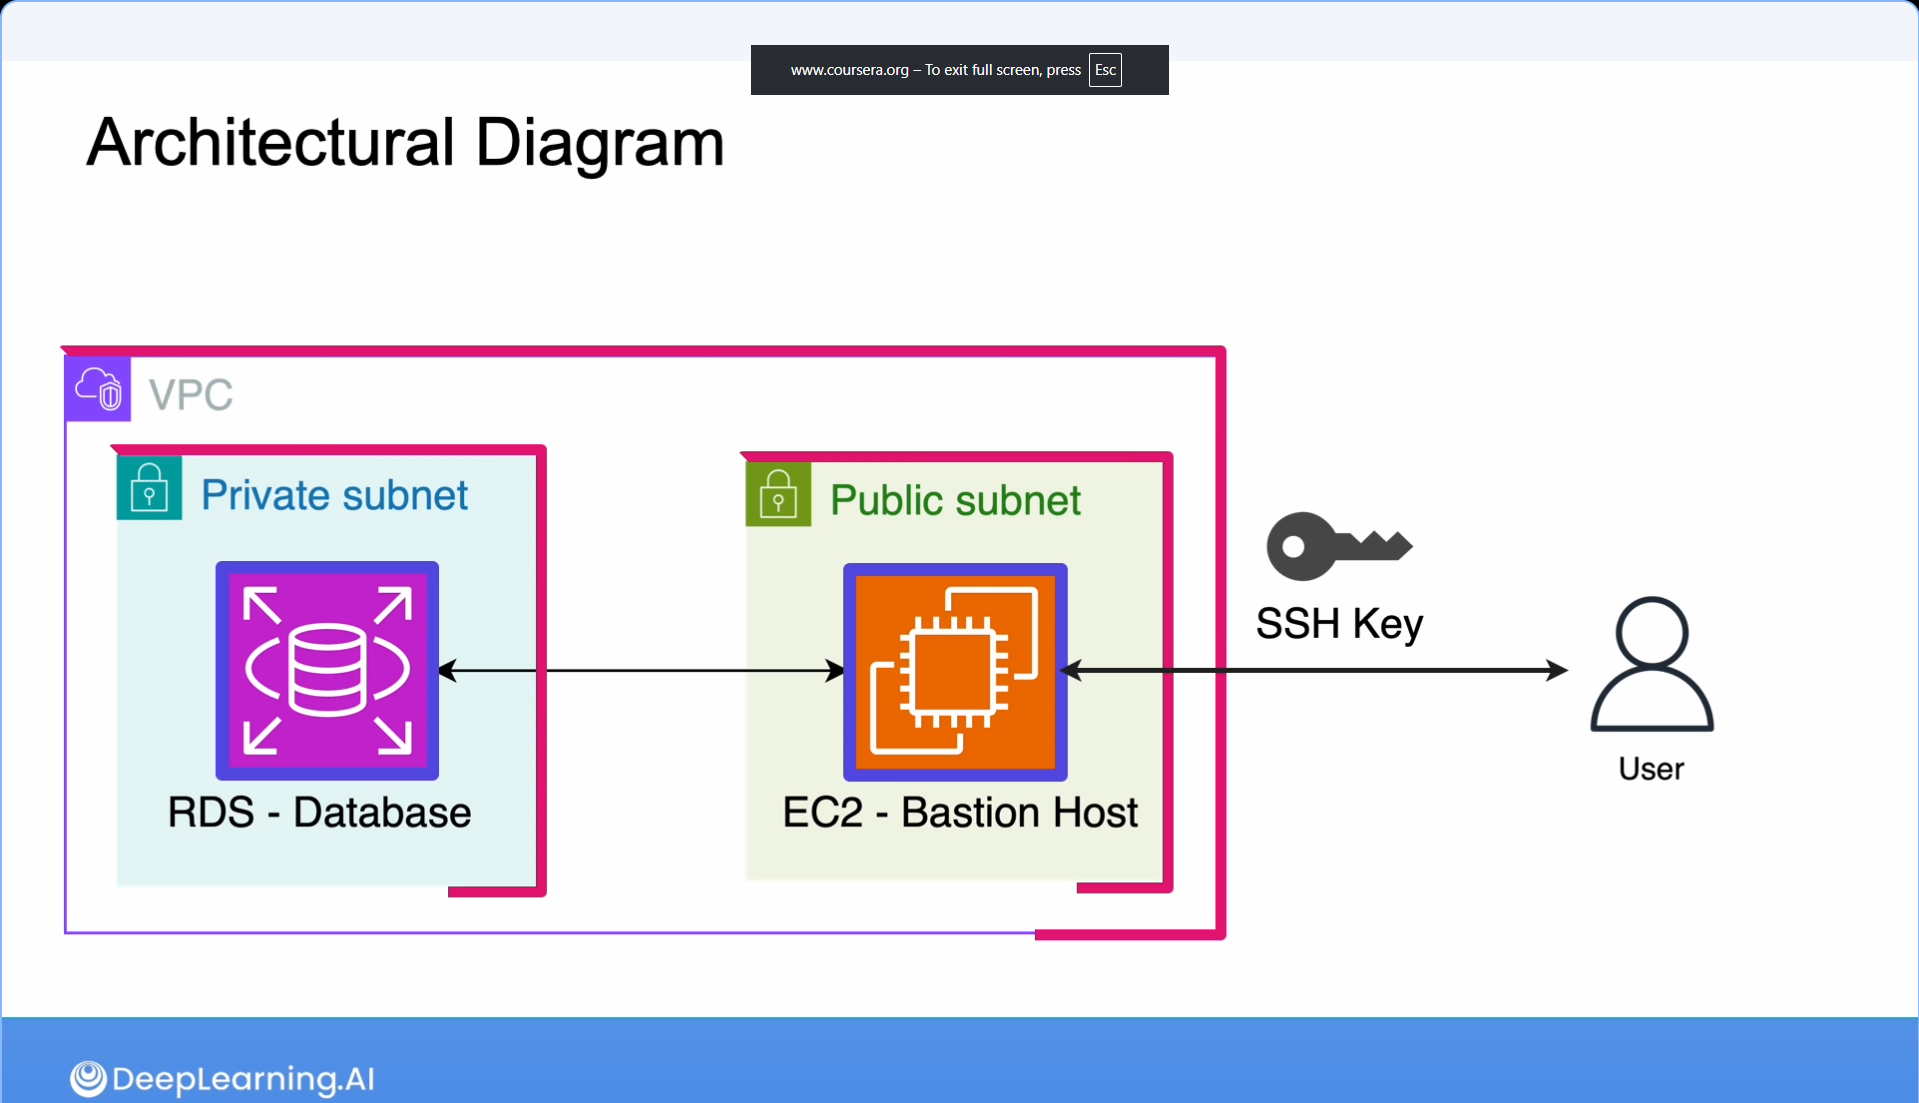 www.coursera.org – To exit full screen, press Esc
Architectural Diagram
VPC
Private subnet
Public subnet
SSH Key
User
RDS - Database
EC2 - Bastion Host
DeepLearning.AI